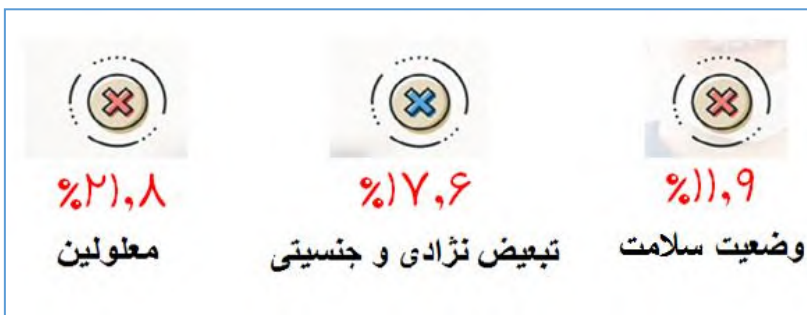 %۱۱,۹ %۱۷,۶ %۲۱,۸
وضعیت سلامت تبعیض نژادی و جنسیتی معلولین